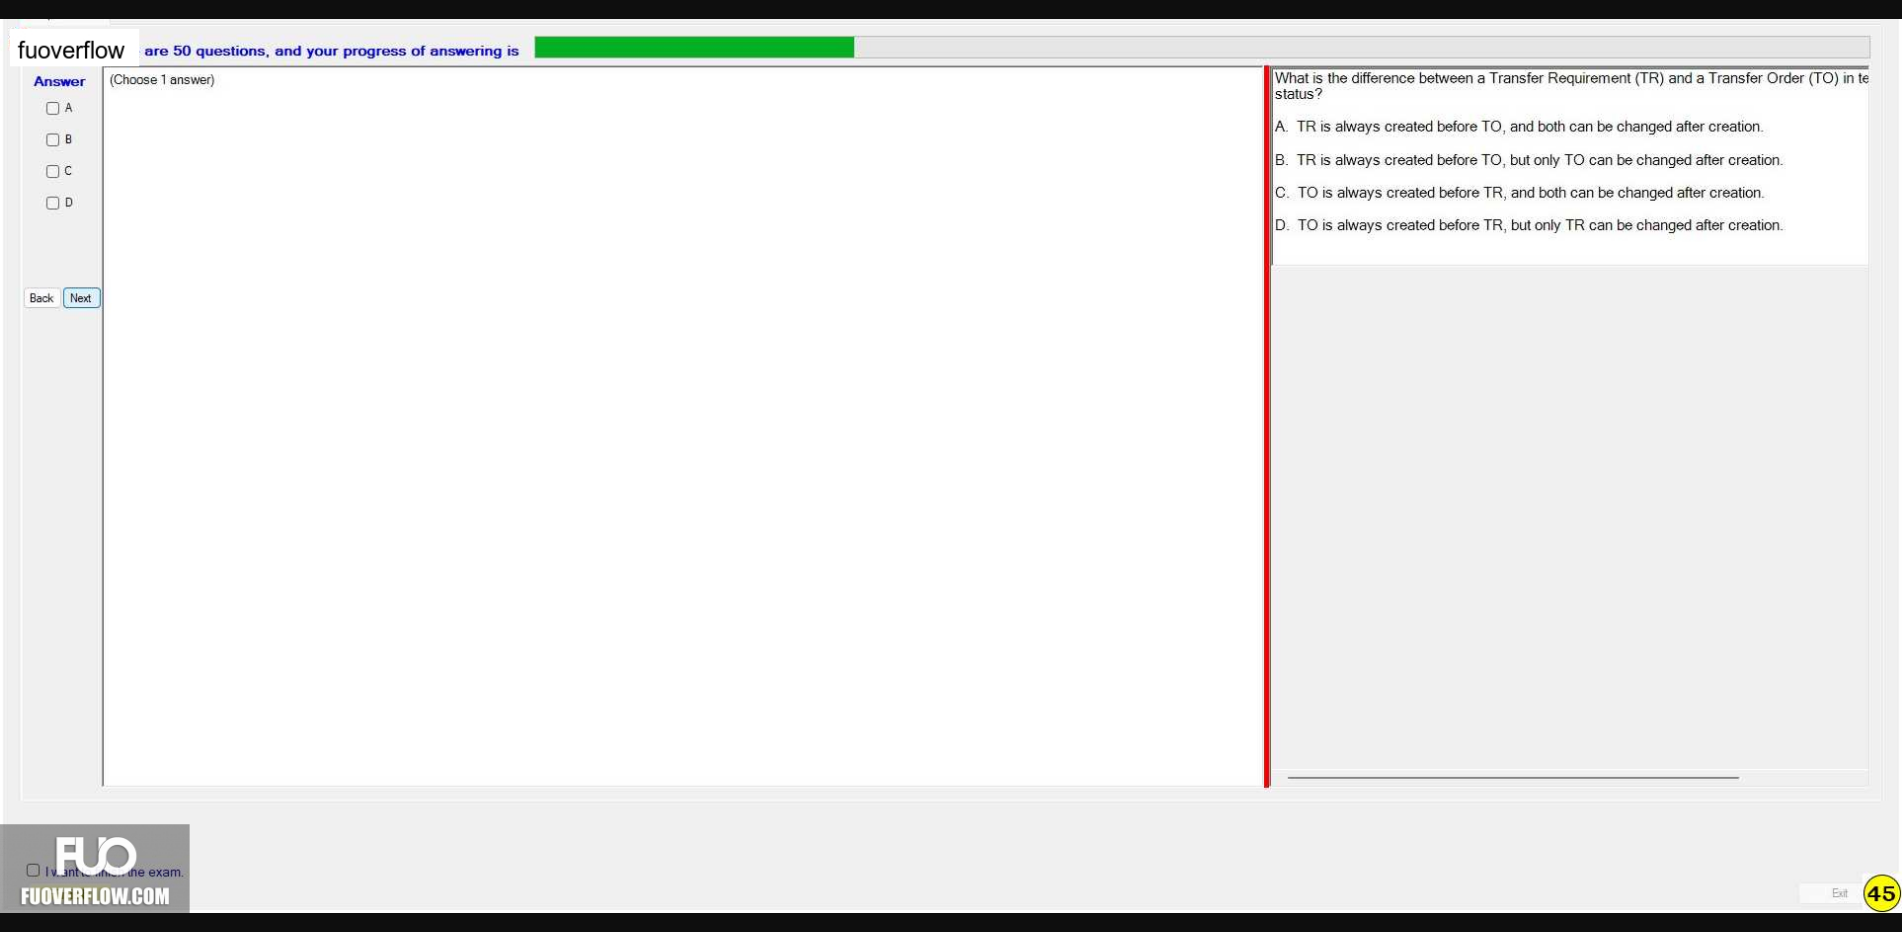 fuoverflow are 50 questions, and your progress of answering is
Answer
(Choose 1 answer)
A
B
C
D
Back Next
What is the difference between a Transfer Requirement (TR) and a Transfer Order (TO) in te
status?
A. TR is always created before TO, and both can be changed after creation.
B. TR is always created before TO, but only TO can be changed after creation.
C. TO is always created before TR, and both can be changed after creation.
D. TO is always created before TR, but only TR can be changed after creation.
FUO
I want to finish the exam.
FUOVERFLOW.COM
Exit 45